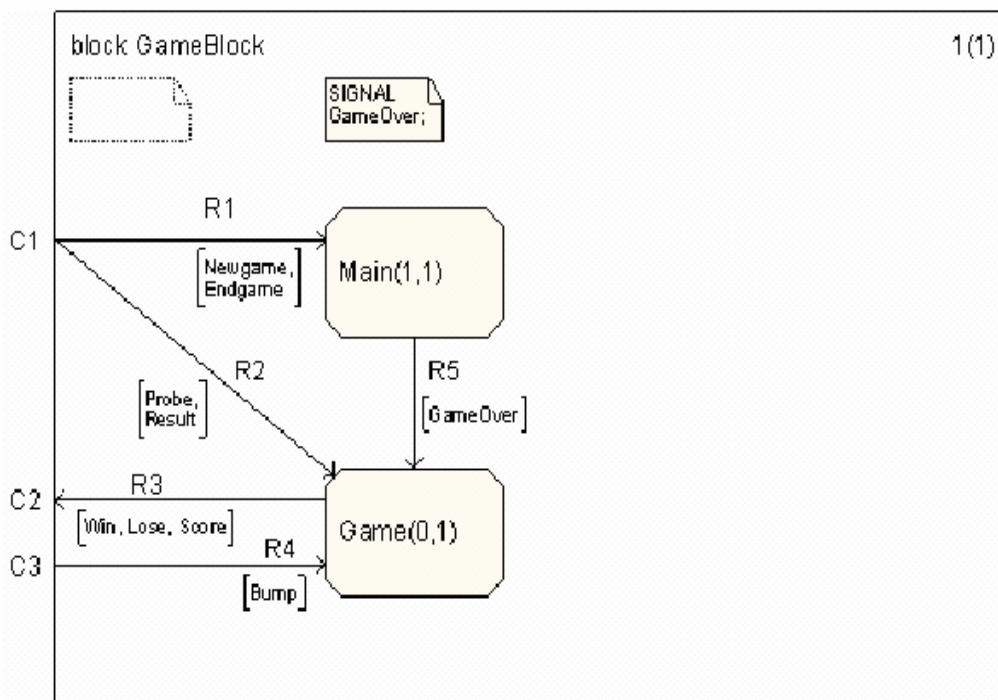 block GameBlock
1(1)
SIGNAL
GameOver;
R1
C1
[Newgame,
Endgame]
Main(1,1)
R2
R5
[Probe,
Result]
[GameOver]
R3
C2
[Win, Lose, Score]
Game(0,1)
R4
C3
[Bump]